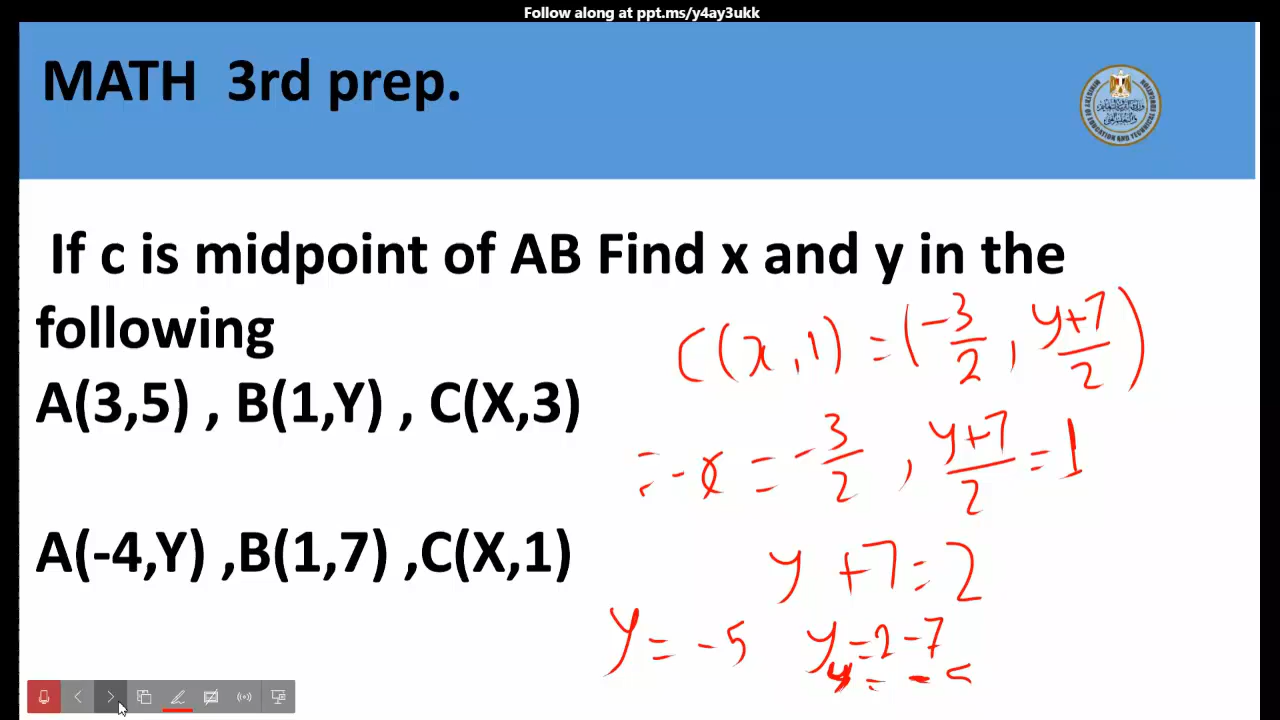 Follow along at ppt.ms/y4ay3ukk
MATH 3rd prep.
If c is midpoint of AB Find x and y in the
following
A(3,5) , B(1,Y) , C(X,3)
A(-4,Y) ,B(1,7) ,C(X,1)
C(x,1) = (-3/2, y+7/2)
x = -3/2 , y+7/2 = 1
y +7 = 2
y = -5 y = 2 -7